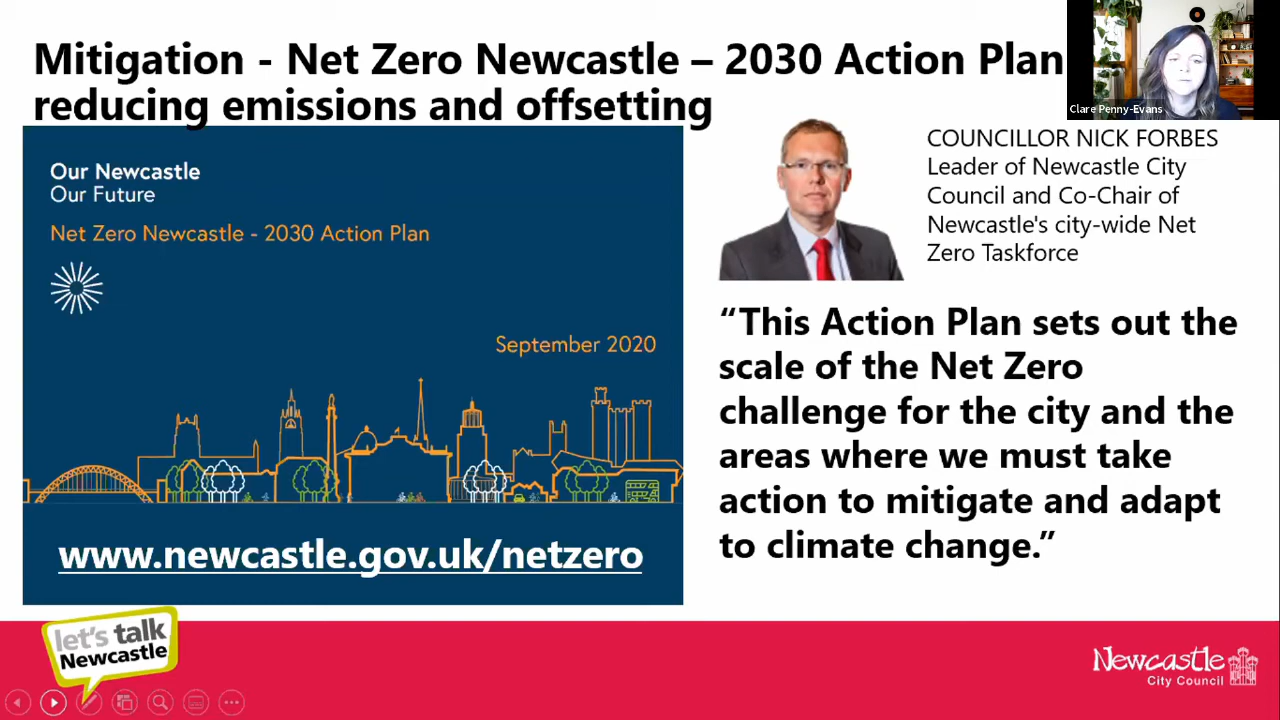 Mitigation - Net Zero Newcastle – 2030 Action Plan
reducing emissions and offsetting
Clare Penny-Evans
Our Newcastle
Our Future
Net Zero Newcastle - 2030 Action Plan
September 2020
www.newcastle.gov.uk/netzero
COUNCILLOR NICK FORBES
Leader of Newcastle City
Council and Co-Chair of
Newcastle's city-wide Net
Zero Taskforce
“This Action Plan sets out the
scale of the Net Zero
challenge for the city and the
areas where we must take
action to mitigate and adapt
to climate change.”
let's talk
Newcastle
Newcastle
City Council